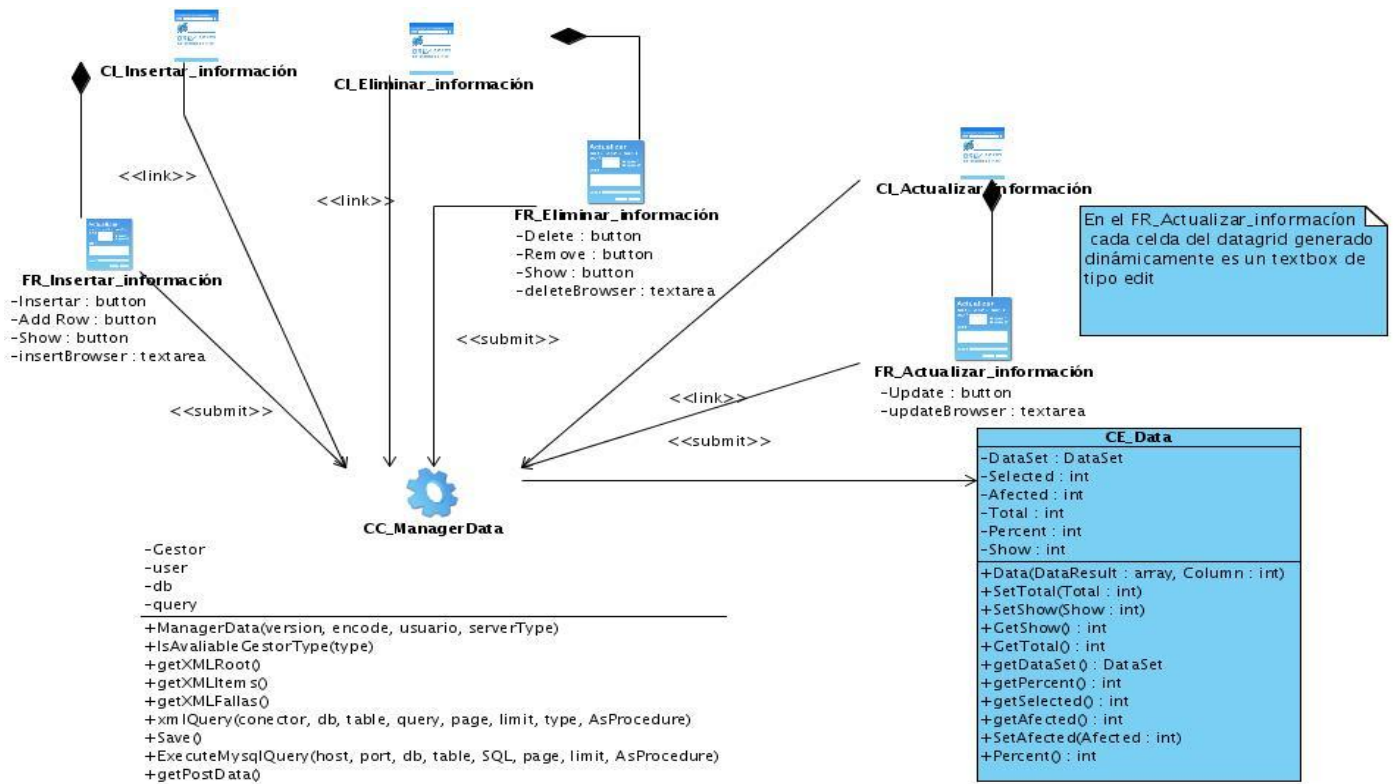 CI_Insertar_información
CI_Eliminar_información
<<link>>
<<link>>
Actualizar
CI_Actualizar_información
FR_Eliminar_información
-Delete : button
-Remove : button
-Show : button
-deleteBrowser : textarea
En el FR_Actualizar_informacíon
cada celda del datagrid generado
dinámicamente es un textbox de
tipo edit
Actualizar
FR_Insertar_información
-Insertar : button
-Add Row : button
-Show : button
-insertBrowser : textarea
<<submit>>
Actualizar
FR_Actualizar_información
-Update : button
-updateBrowser : textarea
<<submit>>
<<link>>
<<submit>>
CC_ManagerData
-Gestor
-user
-db
-query
+ManagerData(version, encode, usuario, serverType)
+IsAvaliableGestorType(type)
+getXMLRoot()
+getXMLItems()
+getXMLFallas()
+xmlQuery(conector, db, table, query, page, limit, type, AsProcedure)
+Save()
+ExecuteMysqlQuery(host, port, db, table, SQL, page, limit, AsProcedure)
+getPostData()
CE_Data
-DataSet : DataSet
-Selected : int
-Afected : int
-Total : int
-Percent : int
-Show : int
+Data(DataResult : array, Column : int)
+SetTotal(Total : int)
+SetShow(Show : int)
+GetShow() : int
+GetTotal() : int
+getDataSet() : DataSet
+getPercent() : int
+getSelected() : int
+getAfected() : int
+SetAfected(Afected : int)
+Percent() : int